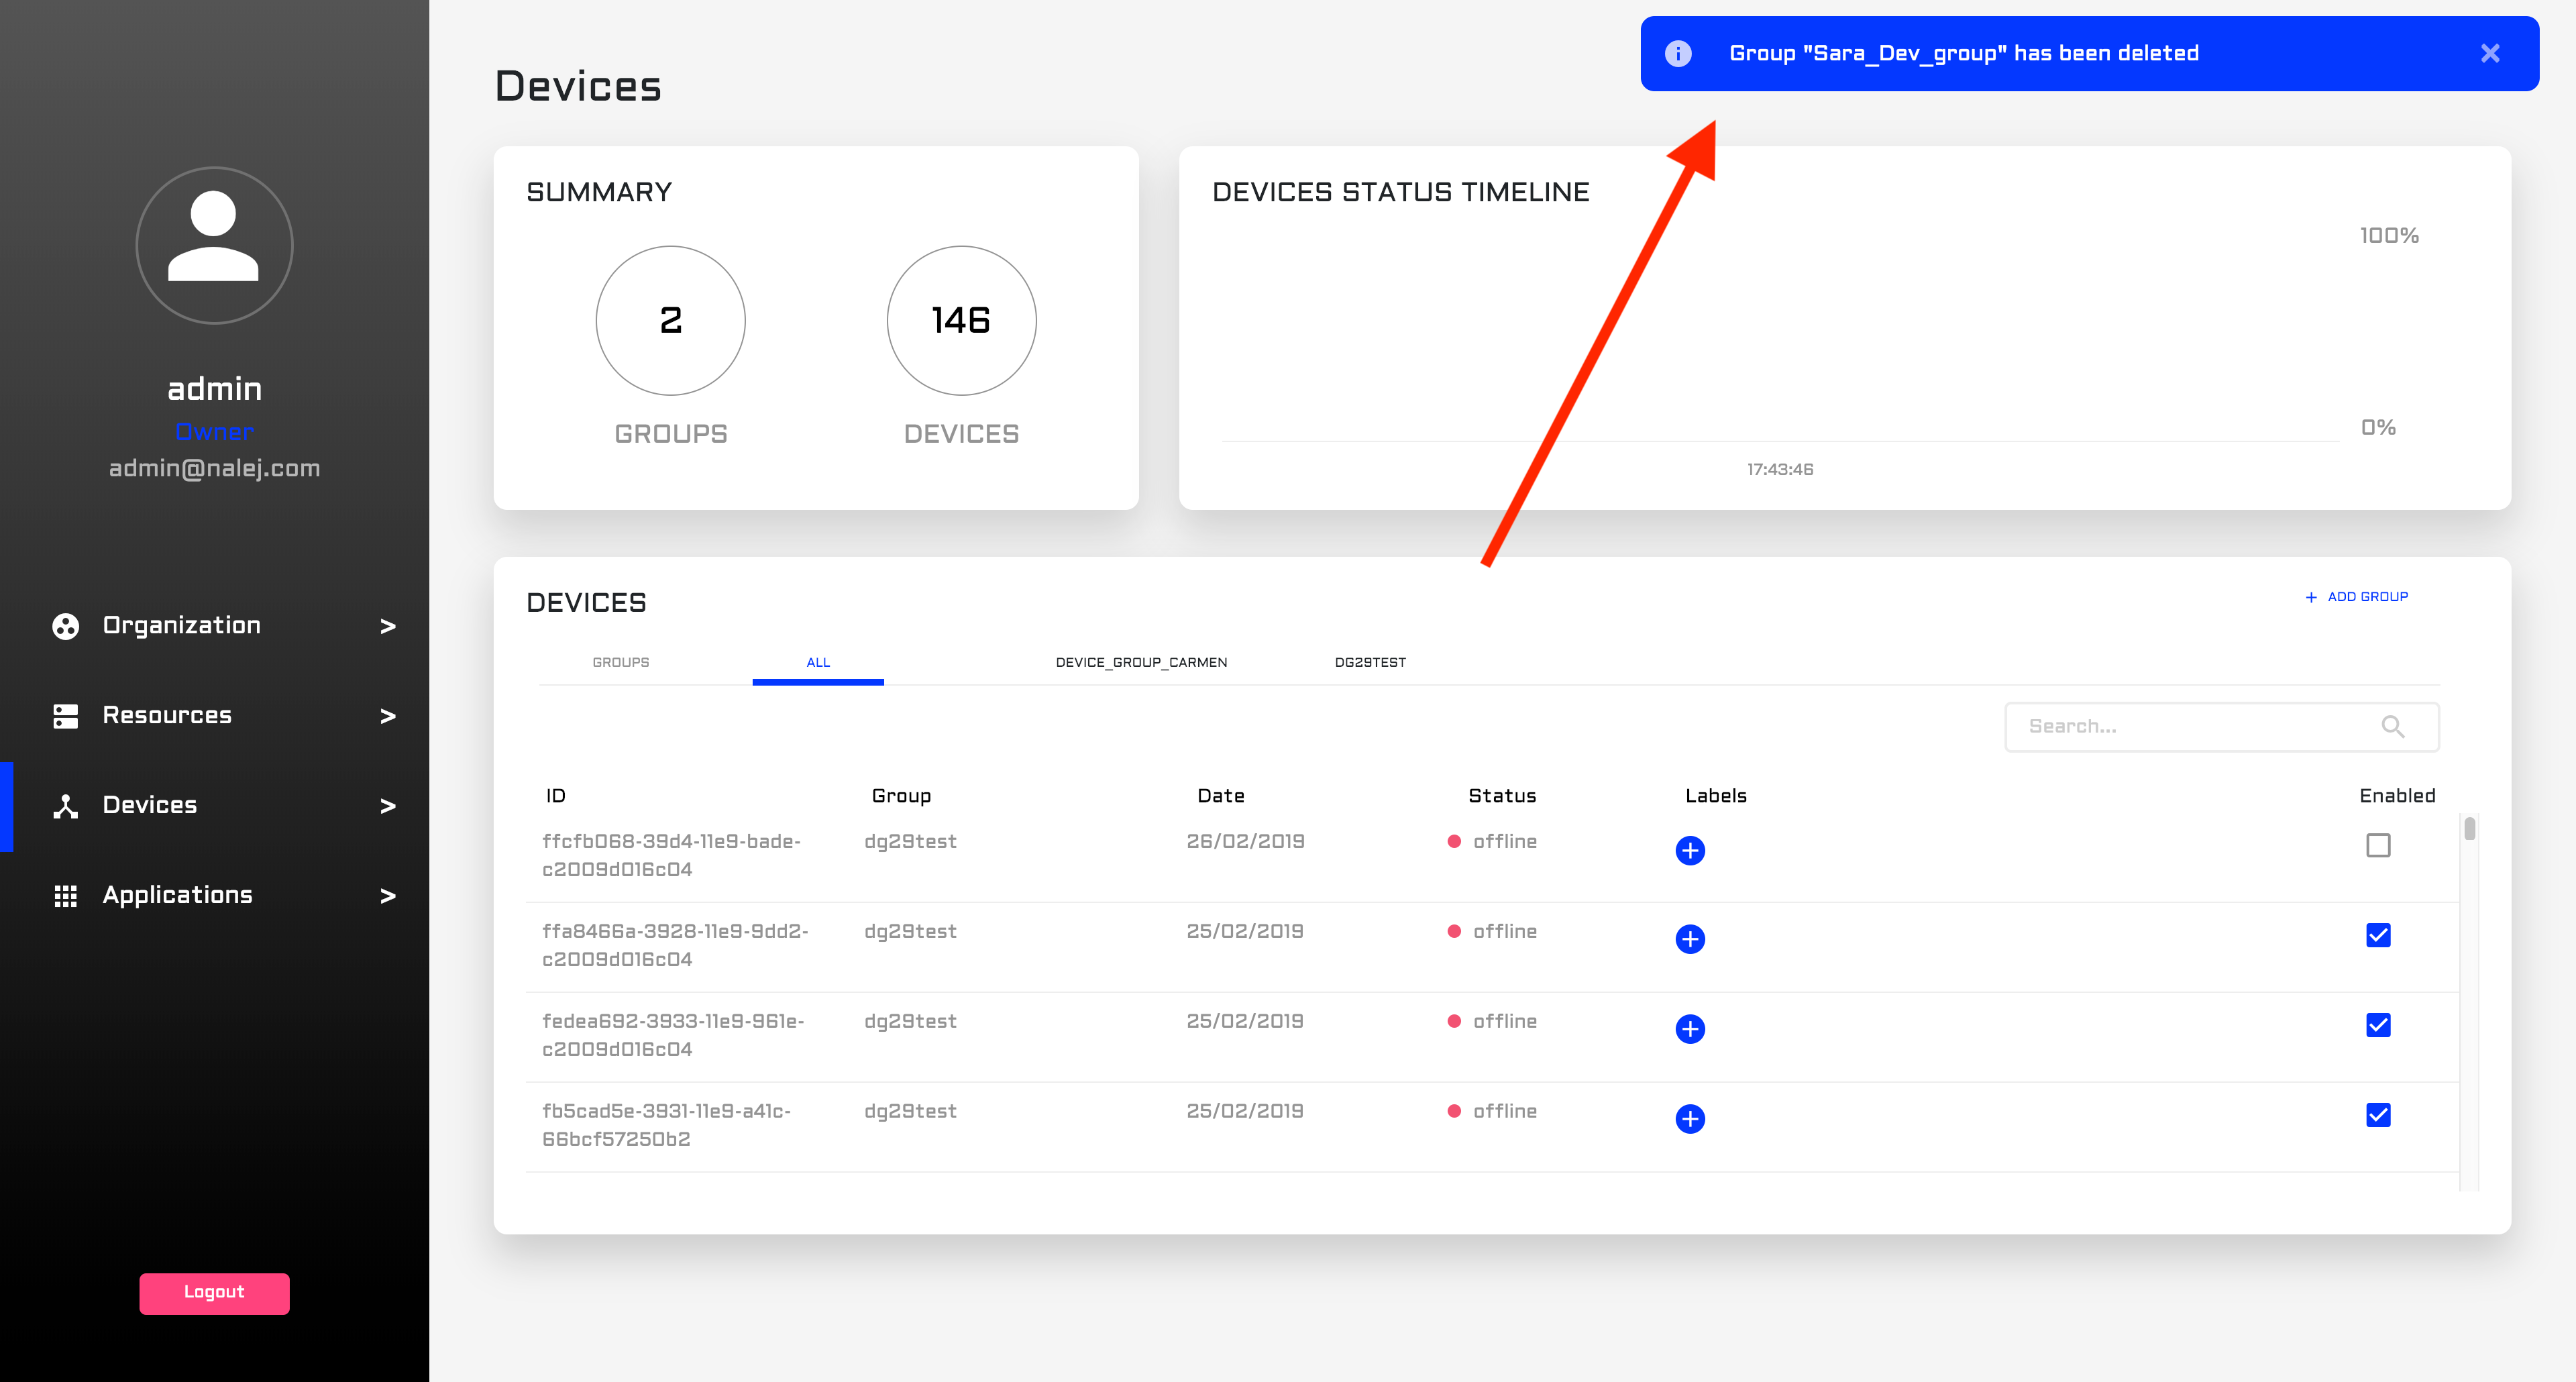 Group "Sara_Dev_group" has been deleted
Devices
admin
Owner
admin@nalej.com
Organization >
Resources >
Devices >
Applications >
Logout
SUMMARY
2
GROUPS
146
DEVICES
DEVICES STATUS TIMELINE
100%
0%
17:43:46
DEVICES
+ ADD GROUP
GROUPS ALL DEVICE_GROUP_CARMEN DG29TEST
Search...
ID Group Date Status Labels Enabled
ffcfb068-39d4-11e9-bade- dg29test 26/02/2019 offline
c2009d016c04
ffa8466a-3928-11e9-9dd2- dg29test 25/02/2019 offline
c2009d016c04
fedea692-3933-11e9-961e- dg29test 25/02/2019 offline
c2009d016c04
fb5cad5e-3931-11e9-a41c- dg29test 25/02/2019 offline
66bcf57250b2